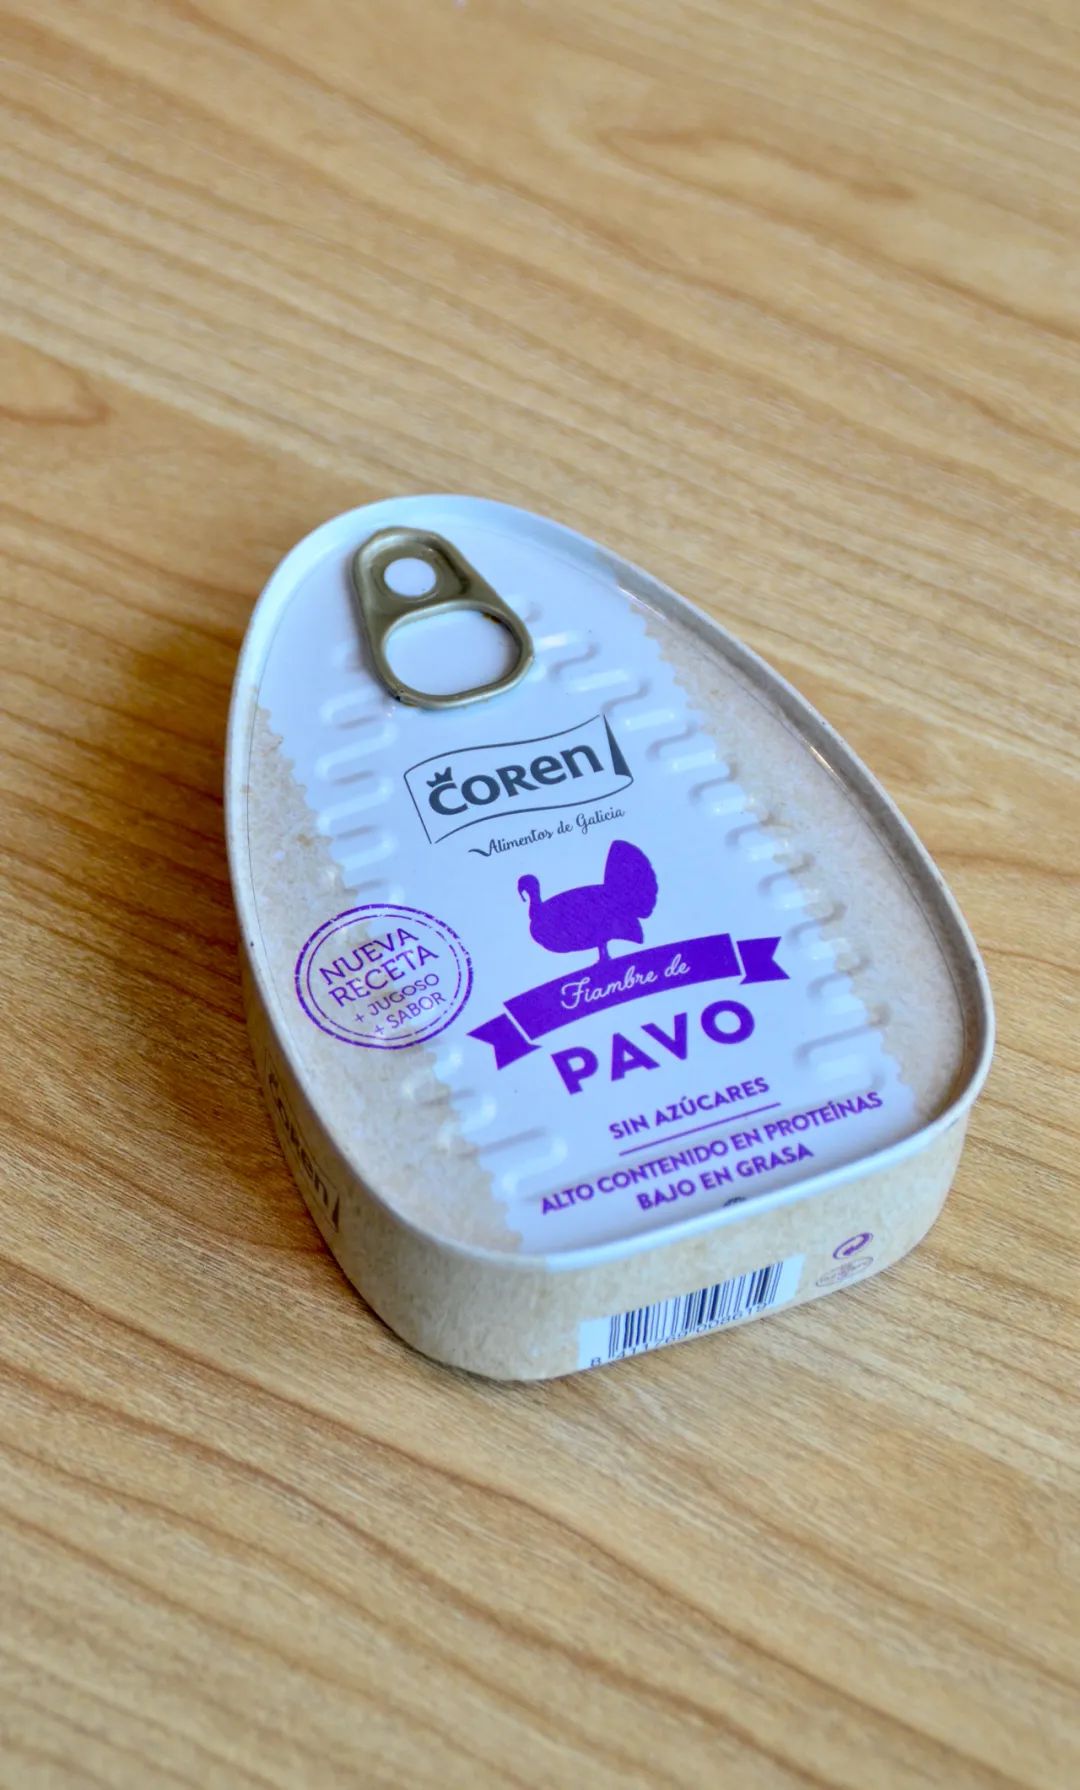 COREN
Alimentos de Galicia
NUEVA
RECETA
+ JUGOSO
+ SABOR
Fiambre de
PAVO
SIN AZÚCARES
ALTO CONTENIDO EN PROTEÍNAS
BAJO EN GRASA
coren